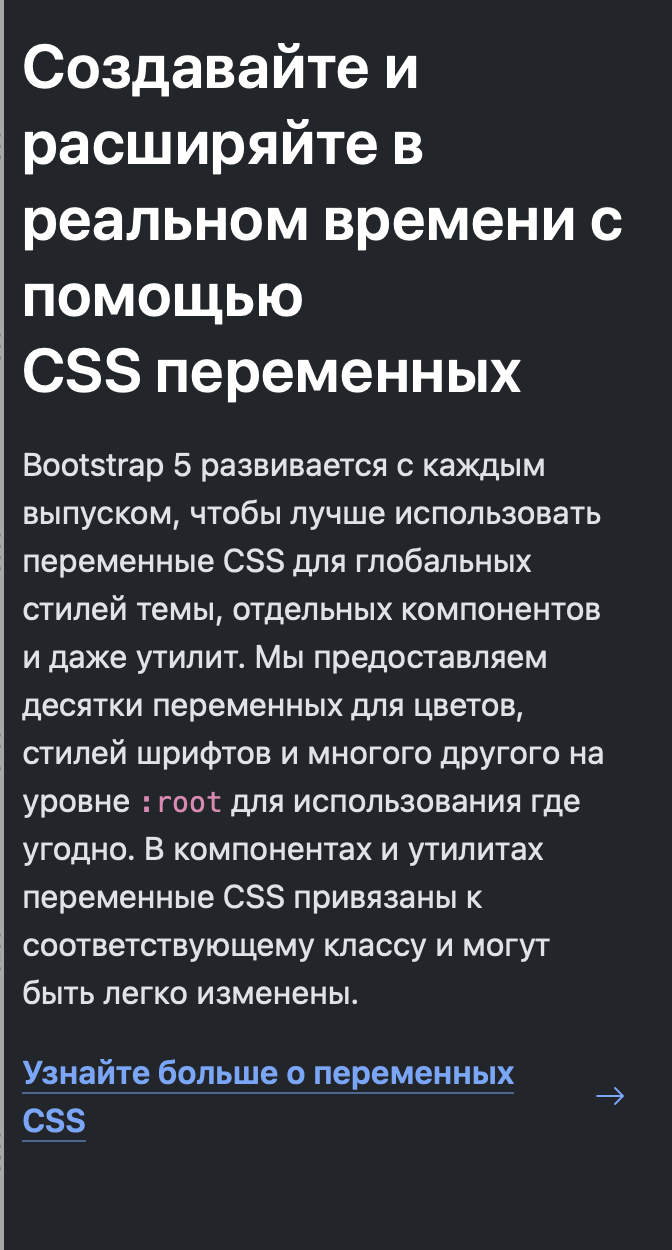 Создавайте и
расширяйте в
реальном времени с
помощью
CSS переменных
Bootstrap 5 развивается с каждым
выпуском, чтобы лучше использовать
переменные CSS для глобальных
стилей темы, отдельных компонентов
и даже утилит. Мы предоставляем
десятки переменных для цветов,
стилей шрифтов и многого другого на
уровне :root для использования где
угодно. В компонентах и утилитах
переменные CSS привязаны к
соответствующему классу и могут
быть легко изменены.
Узнайте больше о переменных
CSS →